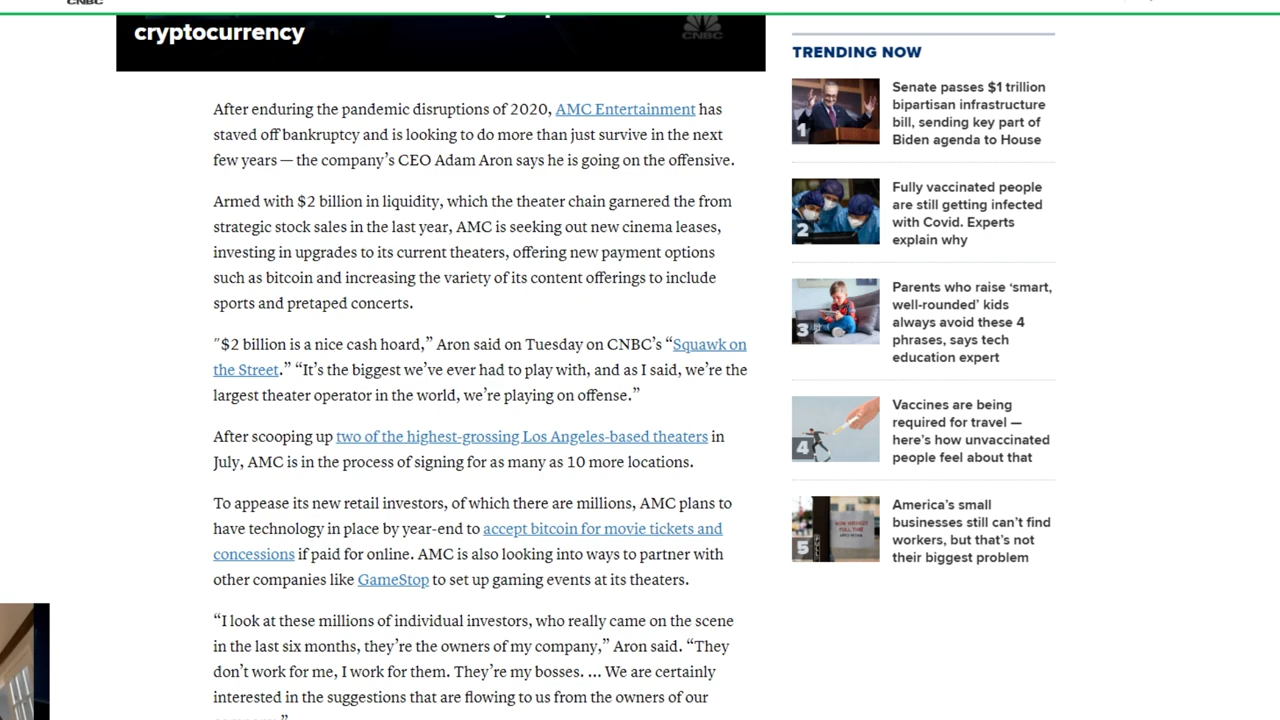 CNBC
cryptocurrency
CNBC
After enduring the pandemic disruptions of 2020, AMC Entertainment has
staved off bankruptcy and is looking to do more than just survive in the next
few years — the company’s CEO Adam Aron says he is going on the offensive.
Armed with $2 billion in liquidity, which the theater chain garnered the from
strategic stock sales in the last year, AMC is seeking out new cinema leases,
investing in upgrades to its current theaters, offering new payment options
such as bitcoin and increasing the variety of its content offerings to include
sports and pretaped concerts.
″$2 billion is a nice cash hoard,” Aron said on Tuesday on CNBC’s “Squawk on
the Street.” “It’s the biggest we’ve ever had to play with, and as I said, we’re the
largest theater operator in the world, we’re playing on offense.”
After scooping up two of the highest-grossing Los Angeles-based theaters in
July, AMC is in the process of signing for as many as 10 more locations.
To appease its new retail investors, of which there are millions, AMC plans to
have technology in place by year-end to accept bitcoin for movie tickets and
concessions if paid for online. AMC is also looking into ways to partner with
other companies like GameStop to set up gaming events at its theaters.
“I look at these millions of individual investors, who really came on the scene
in the last six months, they’re the owners of my company,” Aron said. “They
don’t work for me, I work for them. They’re my bosses. … We are certainly
interested in the suggestions that are flowing to us from the owners of our
TRENDING NOW
1
Senate passes $1 trillion
bipartisan infrastructure
bill, sending key part of
Biden agenda to House
2
Fully vaccinated people
are still getting infected
with Covid. Experts
explain why
3
Parents who raise ‘smart,
well-rounded’ kids
always avoid these 4
phrases, says tech
education expert
4
Vaccines are being
required for travel —
here’s how unvaccinated
people feel about that
5
America’s small
businesses still can’t find
workers, but that’s not
their biggest problem